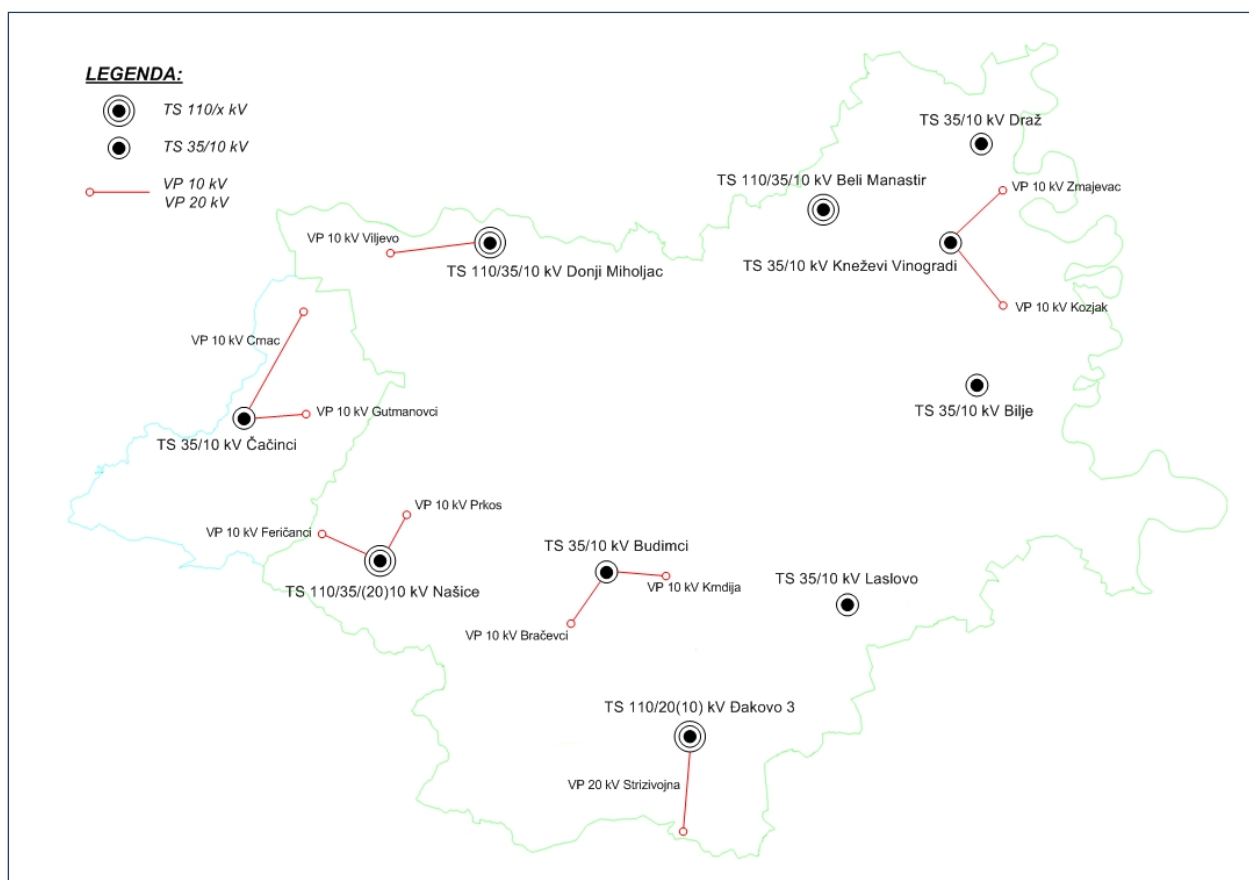 LEGENDA:
TS 110/x kV
TS 35/10 kV
VP 10 kV
VP 20 kV
TS 35/10 kV Draž
VP 10 kV Zmajevac
TS 110/35/10 kV Beli Manastir
VP 10 kV Viljevo
TS 110/35/10 kV Donji Miholjac
TS 35/10 kV Kneževi Vinogradi
VP 10 kV Kozjak
VP 10 kV Crnac
VP 10 kV Gutmanovci
TS 35/10 kV Bilje
TS 35/10 kV Čačinci
VP 10 kV Prkos
VP 10 kV Feričanci
TS 35/10 kV Budimci
TS 110/35/(20)10 kV Našice
VP 10 kV Krndija
TS 35/10 kV Laslovo
VP 10 kV Bračevci
TS 110/20(10) kV Đakovo 3
VP 20 kV Strizivojna